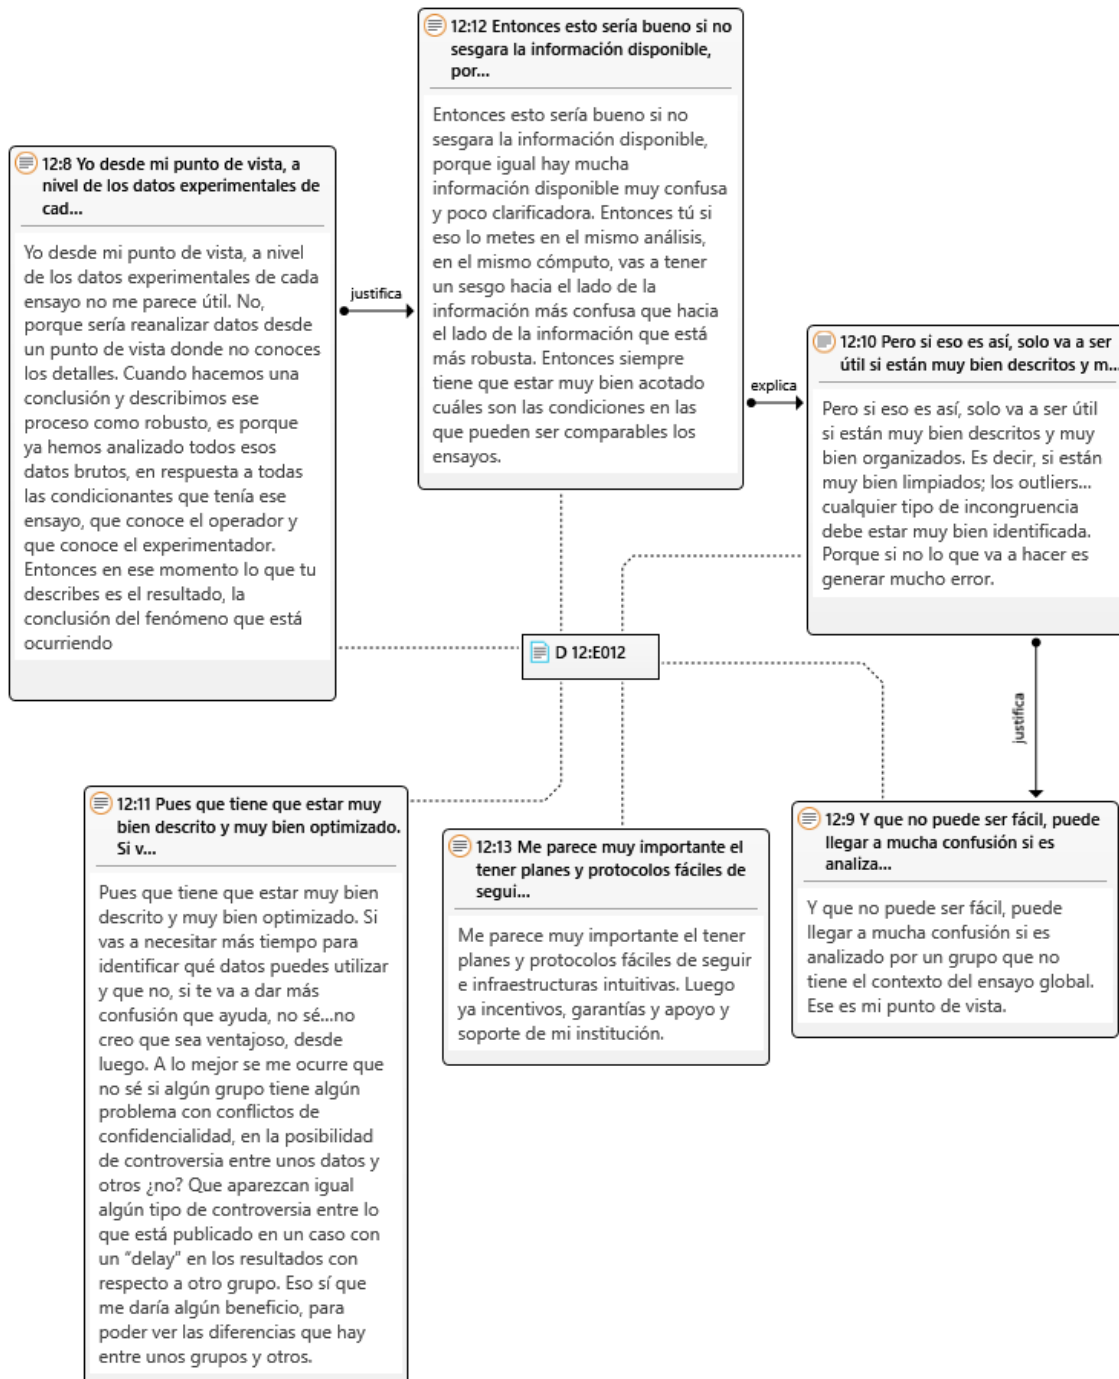 12:12 Entonces esto sería bueno si no
sesgara la información disponible,
por...
Entonces esto sería bueno si no
sesgara la información disponible,
porque igual hay mucha
información disponible muy confusa
y poco clarificadora. Entonces tú si
eso lo metes en el mismo análisis,
en el mismo cómputo, vas a tener
un sesgo hacia el lado de la
información más confusa que hacia
el lado de la información que está
más robusta. Entonces siempre
tiene que estar muy bien acotado
cuáles son las condiciones en las
que pueden ser comparables los
ensayos.
12:8 Yo desde mi punto de vista, a
nivel de los datos experimentales de
cad...
Yo desde mi punto de vista, a nivel
de los datos experimentales de cada
ensayo no me parece útil. No,
porque sería reanalizar datos desde
un punto de vista donde no conoces
los detalles. Cuando hacemos una
conclusión y describimos ese
proceso como robusto, es porque
ya hemos analizado todos esos
datos brutos, en respuesta a todas
las condicionantes que tenía ese
ensayo, que conoce el operador y
que conoce el experimentador.
Entonces en ese momento lo que tu
describes es el resultado, la
conclusión del fenómeno que está
ocurriendo
justifica
explica
12:10 Pero si eso es así, solo va a ser
útil si están muy bien descritos y m...
Pero si eso es así, solo va a ser útil
si están muy bien descritos y muy
bien organizados. Es decir, si están
muy bien limpiados; los outliers...
cualquier tipo de incongruencia
debe estar muy bien identificada.
Porque si no lo que va a hacer es
generar mucho error.
D 12:E012
justifica
12:11 Pues que tiene que estar muy
bien descrito y muy bien optimizado.
Si v...
Pues que tiene que estar muy bien
descrito y muy bien optimizado. Si
vas a necesitar más tiempo para
identificar qué datos puedes utilizar
y que no, si te va a dar más
confusión que ayuda, no sé...no
creo que sea ventajoso, desde
luego. A lo mejor se me ocurre que
no sé si algún grupo tiene algún
problema con conflictos de
confidencialidad, en la posibilidad
de controversia entre unos datos y
otros ¿no? Que aparezcan igual
algún tipo de controversia entre lo
que está publicado en un caso con
un “delay” en los resultados con
respecto a otro grupo. Eso sí que
me daría algún beneficio, para
poder ver las diferencias que hay
entre unos grupos y otros.
12:13 Me parece muy importante el
tener planes y protocolos fáciles de
segui...
Me parece muy importante el tener
planes y protocolos fáciles de seguir
e infraestructuras intuitivas. Luego
ya incentivos, garantías y apoyo y
soporte de mi institución.
12:9 Y que no puede ser fácil, puede
llegar a mucha confusión si es
analiza...
Y que no puede ser fácil, puede
llegar a mucha confusión si es
analizado por un grupo que no
tiene el contexto del ensayo global.
Ese es mi punto de vista.